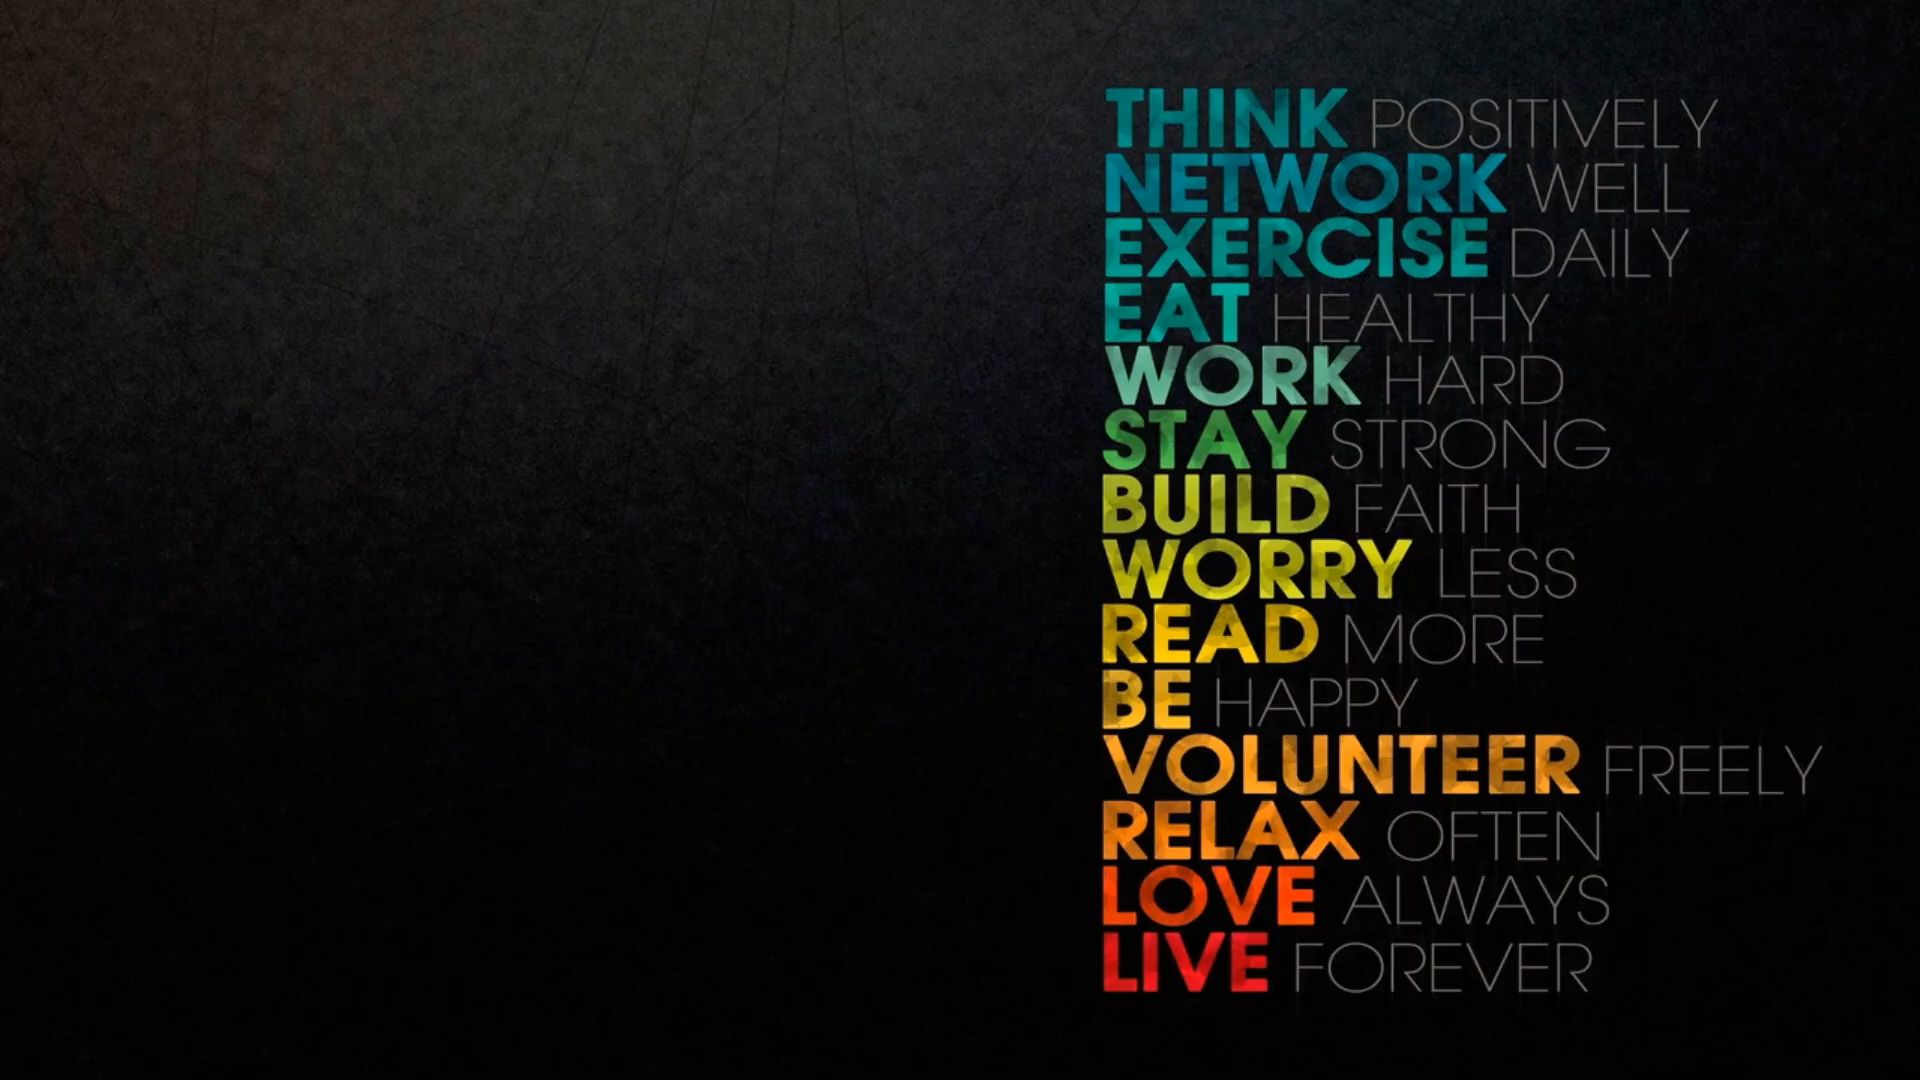 THINK POSITIVELY
NETWORK WELL
EXERCISE DAILY
EAT HEALTHY
WORK HARD
STAY STRONG
BUILD FAITH
WORRY LESS
READ MORE
BE HAPPY
VOLUNTEER FREELY
RELAX OFTEN
LOVE ALWAYS
LIVE FOREVER